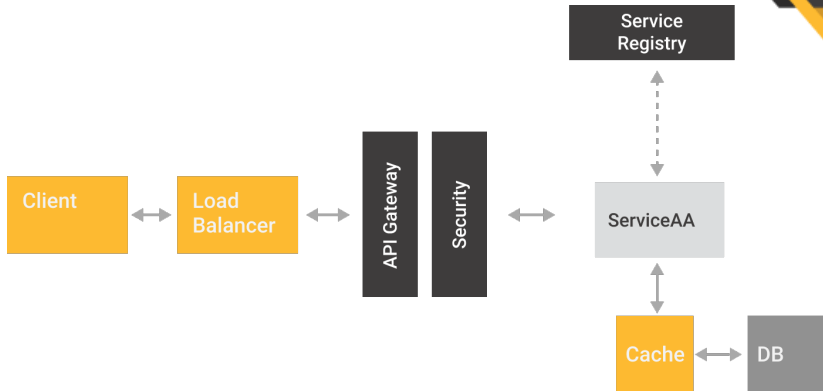 Service
Registry
Client
Load
Balancer
API Gateway
Security
ServiceAA
Cache
DB